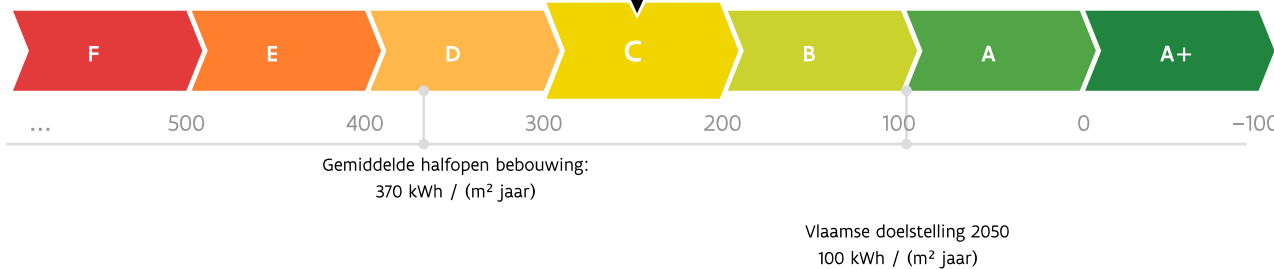 F E D C B A A+
... 500 400 300 200 100 0 −100
Gemiddelde halfopen bebouwing:
370 kWh / (m² jaar)
Vlaamse doelstelling 2050
100 kWh / (m² jaar)